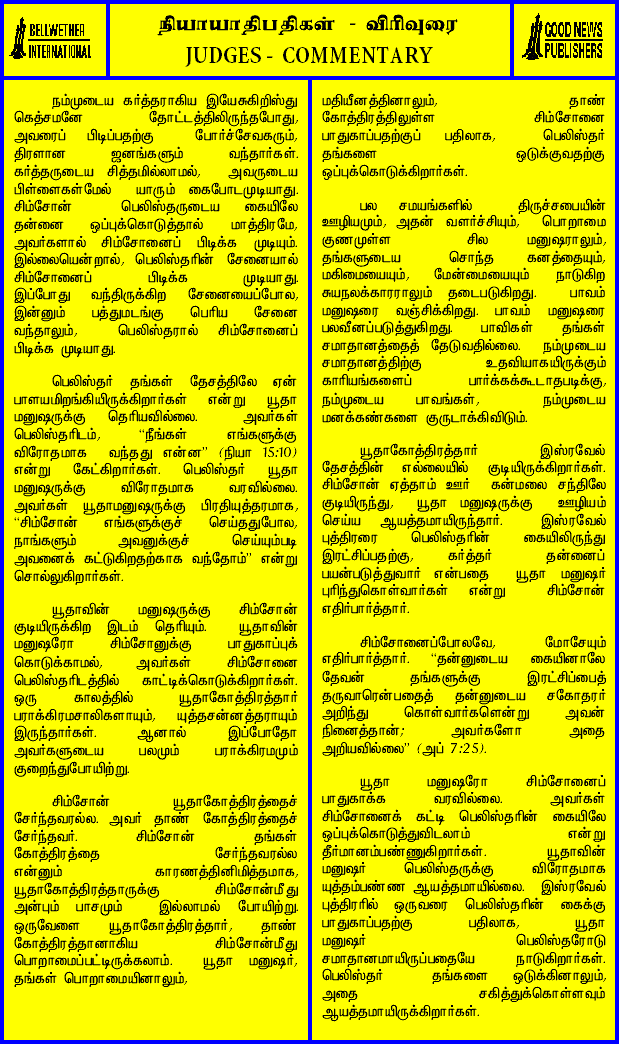 BELLWETHER
INTERNATIONAL
நியாயாதிபதிகள் - விரிவுரை
JUDGES - COMMENTARY
GOOD NEWS
PUBLISHERS
நம்முடைய கர்த்தராகிய இயேசுகிறிஸ்து
கெத்சமனே தோட்டத்திலிருந்தபோது,
அவரைப் பிடிப்பதற்கு போர்ச்சேவகரும்,
திரளான ஜனங்களும் வந்தார்கள்.
கர்த்தருடைய சித்தமில்லாமல், அவருடைய
பிள்ளைகள்மேல் யாரும் கைபோடமுடியாது.
சிம்சோன் பெலிஸ்தருடைய கையிலே
தன்னை ஒப்புக்கொடுத்தால் மாத்திரமே,
அவர்களால் சிம்சோனைப் பிடிக்க முடியும்.
இல்லையென்றால், பெலிஸ்தரின் சேனையால்
சிம்சோனைப் பிடிக்க முடியாது.
இப்போது வந்திருக்கிற சேனையைப்போல,
இன்னும் பத்துமடங்கு பெரிய சேனை
வந்தாலும், பெலிஸ்தரால் சிம்சோனைப்
பிடிக்க முடியாது.
பெலிஸ்தர் தங்கள் தேசத்திலே ஏன்
பாளயமிறங்கியிருக்கிறார்கள் என்று யூதா
மனுஷருக்கு தெரியவில்லை. அவர்கள்
பெலிஸ்தரிடம், “நீங்கள் எங்களுக்கு
விரோதமாக வந்தது என்ன” (நியா 15:10)
என்று கேட்கிறார்கள். பெலிஸ்தர் யூதா
மனுஷருக்கு விரோதமாக வரவில்லை.
அவர்கள் யூதாமனுஷருக்கு பிரதியுத்தரமாக,
“சிம்சோன் எங்களுக்குச் செய்ததுபோல,
நாங்களும் அவனுக்குச் செய்யும்படி
அவனைக் கட்டுகிறதற்காக வந்தோம்” என்று
சொல்லுகிறார்கள்.
யூதாவின் மனுஷருக்கு சிம்சோன்
குடியிருக்கிற இடம் தெரியும். யூதாவின்
மனுஷரோ சிம்சோனுக்கு பாதுகாப்புக்
கொடுக்காமல், அவர்கள் சிம்சோனை
பெலிஸ்தரிடத்தில் காட்டிக்கொடுக்கிறார்கள்.
ஒரு காலத்தில் யூதாகோத்திரத்தார்
பராக்கிரமசாலிகளாயும், யுத்தசன்னத்தராயும்
இருந்தார்கள். ஆனால் இப்போதோ
அவர்களுடைய பலமும் பராக்கிரமமும்
குறைந்துபோயிற்று.
சிம்சோன் யூதாகோத்திரத்தைச்
சேர்ந்தவரல்ல. அவர் தாண் கோத்திரத்தைச்
சேர்ந்தவர். சிம்சோன் தங்கள்
கோத்திரத்தை சேர்ந்தவரல்ல
என்னும் காரணத்தினிமித்தமாக,
யூதாகோத்திரத்தாருக்கு சிம்சோன்மீது
அன்பும் பாசமும் இல்லாமல் போயிற்று.
ஒருவேளை யூதாகோத்திரத்தார், தாண்
கோத்திரத்தானாகிய சிம்சோன்மீது
பொறாமைப்பட்டிருக்கலாம். யூதா மனுஷர்,
தங்கள் பொறாமையினாலும்,
மதியீனத்தினாலும், தாண்
கோத்திரத்திலுள்ள சிம்சோனை
பாதுகாப்பதற்குப் பதிலாக, பெலிஸ்தர்
தங்களை ஒடுக்குவதற்கு
ஒப்புக்கொடுக்கிறார்கள்.
பல சமயங்களில் திருச்சபையின்
ஊழியமும், அதன் வளர்ச்சியும், பொறாமை
குணமுள்ள சில மனுஷராலும்,
தங்களுடைய சொந்த கனத்தையும்,
மகிமையையும், மேன்மையையும் நாடுகிற
சுயநலக்காரராலும் தடைபடுகிறது. பாவம்
மனுஷரை வஞ்சிக்கிறது. பாவம் மனுஷரை
பலவீனப்படுத்துகிறது. பாவிகள் தங்கள்
சமாதானத்தைத் தேடுவதில்லை. நம்முடைய
சமாதானத்திற்கு உதவியாகயிருக்கும்
காரியங்களைப் பார்க்கக்கூடாதபடிக்கு,
நம்முடைய பாவங்கள், நம்முடைய
மனக்கண்களை குருடாக்கிவிடும்.
யூதாகோத்திரத்தார் இஸ்ரவேல்
தேசத்தின் எல்லையில் குடியிருக்கிறார்கள்.
சிம்சோன் ஏத்தாம் ஊர் கன்மலை சந்திலே
குடியிருந்து, யூதா மனுஷருக்கு ஊழியம்
செய்ய ஆயத்தமாயிருந்தார். இஸ்ரவேல்
புத்திரரை பெலிஸ்தரின் கையிலிருந்து
இரட்சிப்பதற்கு, கர்த்தர் தன்னைப்
பயன்படுத்துவார் என்பதை யூதா மனுஷர்
புரிந்துகொள்வார்கள் என்று சிம்சோன்
எதிர்பார்த்தார்.
சிம்சோனைப்போலவே, மோசேயும்
எதிர்பார்த்தார். “தன்னுடைய கையினாலே
தேவன் தங்களுக்கு இரட்சிப்பைத்
தருவாரென்பதைத் தன்னுடைய சகோதரர்
அறிந்து கொள்வார்களென்று அவன்
நினைத்தான்; அவர்களோ அதை
அறியவில்லை” (அப் 7:25).
யூதா மனுஷரோ சிம்சோனைப்
பாதுகாக்க வரவில்லை. அவர்கள்
சிம்சோனைக் கட்டி பெலிஸ்தரின் கையிலே
ஒப்புக்கொடுத்துவிடலாம் என்று
தீர்மானம்பண்ணுகிறார்கள். யூதாவின்
மனுஷர் பெலிஸ்தருக்கு விரோதமாக
யுத்தம்பண்ண ஆயத்தமாயில்லை. இஸ்ரவேல்
புத்திரரில் ஒருவரை பெலிஸ்தரின் கைக்கு
பாதுகாப்பதற்கு பதிலாக, யூதா
மனுஷர் பெலிஸ்தரோடு
சமாதானமாயிருப்பதையே நாடுகிறார்கள்.
பெலிஸ்தர் தங்களை ஒடுக்கினாலும்,
அதை சகித்துக்கொள்ளவும்
ஆயத்தமாயிருக்கிறார்கள்.